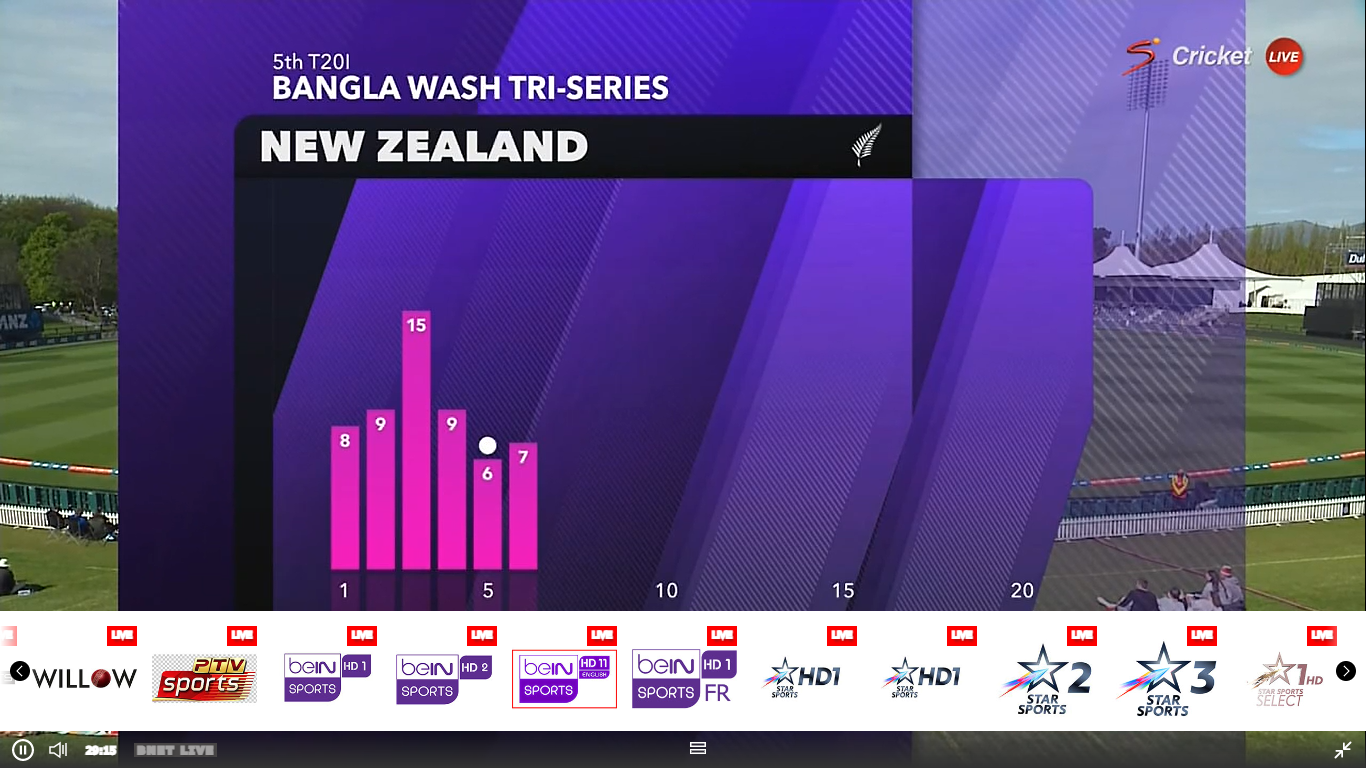 5th T20I
BANGLA WASH TRI-SERIES
Cricket LIVE
NEW ZEALAND
8 9 15 9 6 7
1 5 10 15 20
ANZ
LIVE LIVE LIVE LIVE LIVE LIVE LIVE LIVE LIVE LIVE LIVE
WILLOW
PTV sports
beIN SPORTS HD 1
beIN SPORTS HD 2
beIN SPORTS HD 11 ENGLISH
beIN SPORTS HD 1 FR
STAR SPORTS HD1
STAR SPORTS HD1
STAR SPORTS 2
STAR SPORTS 3
STAR SPORTS SELECT 1 HD
29:15 DNET LIVE